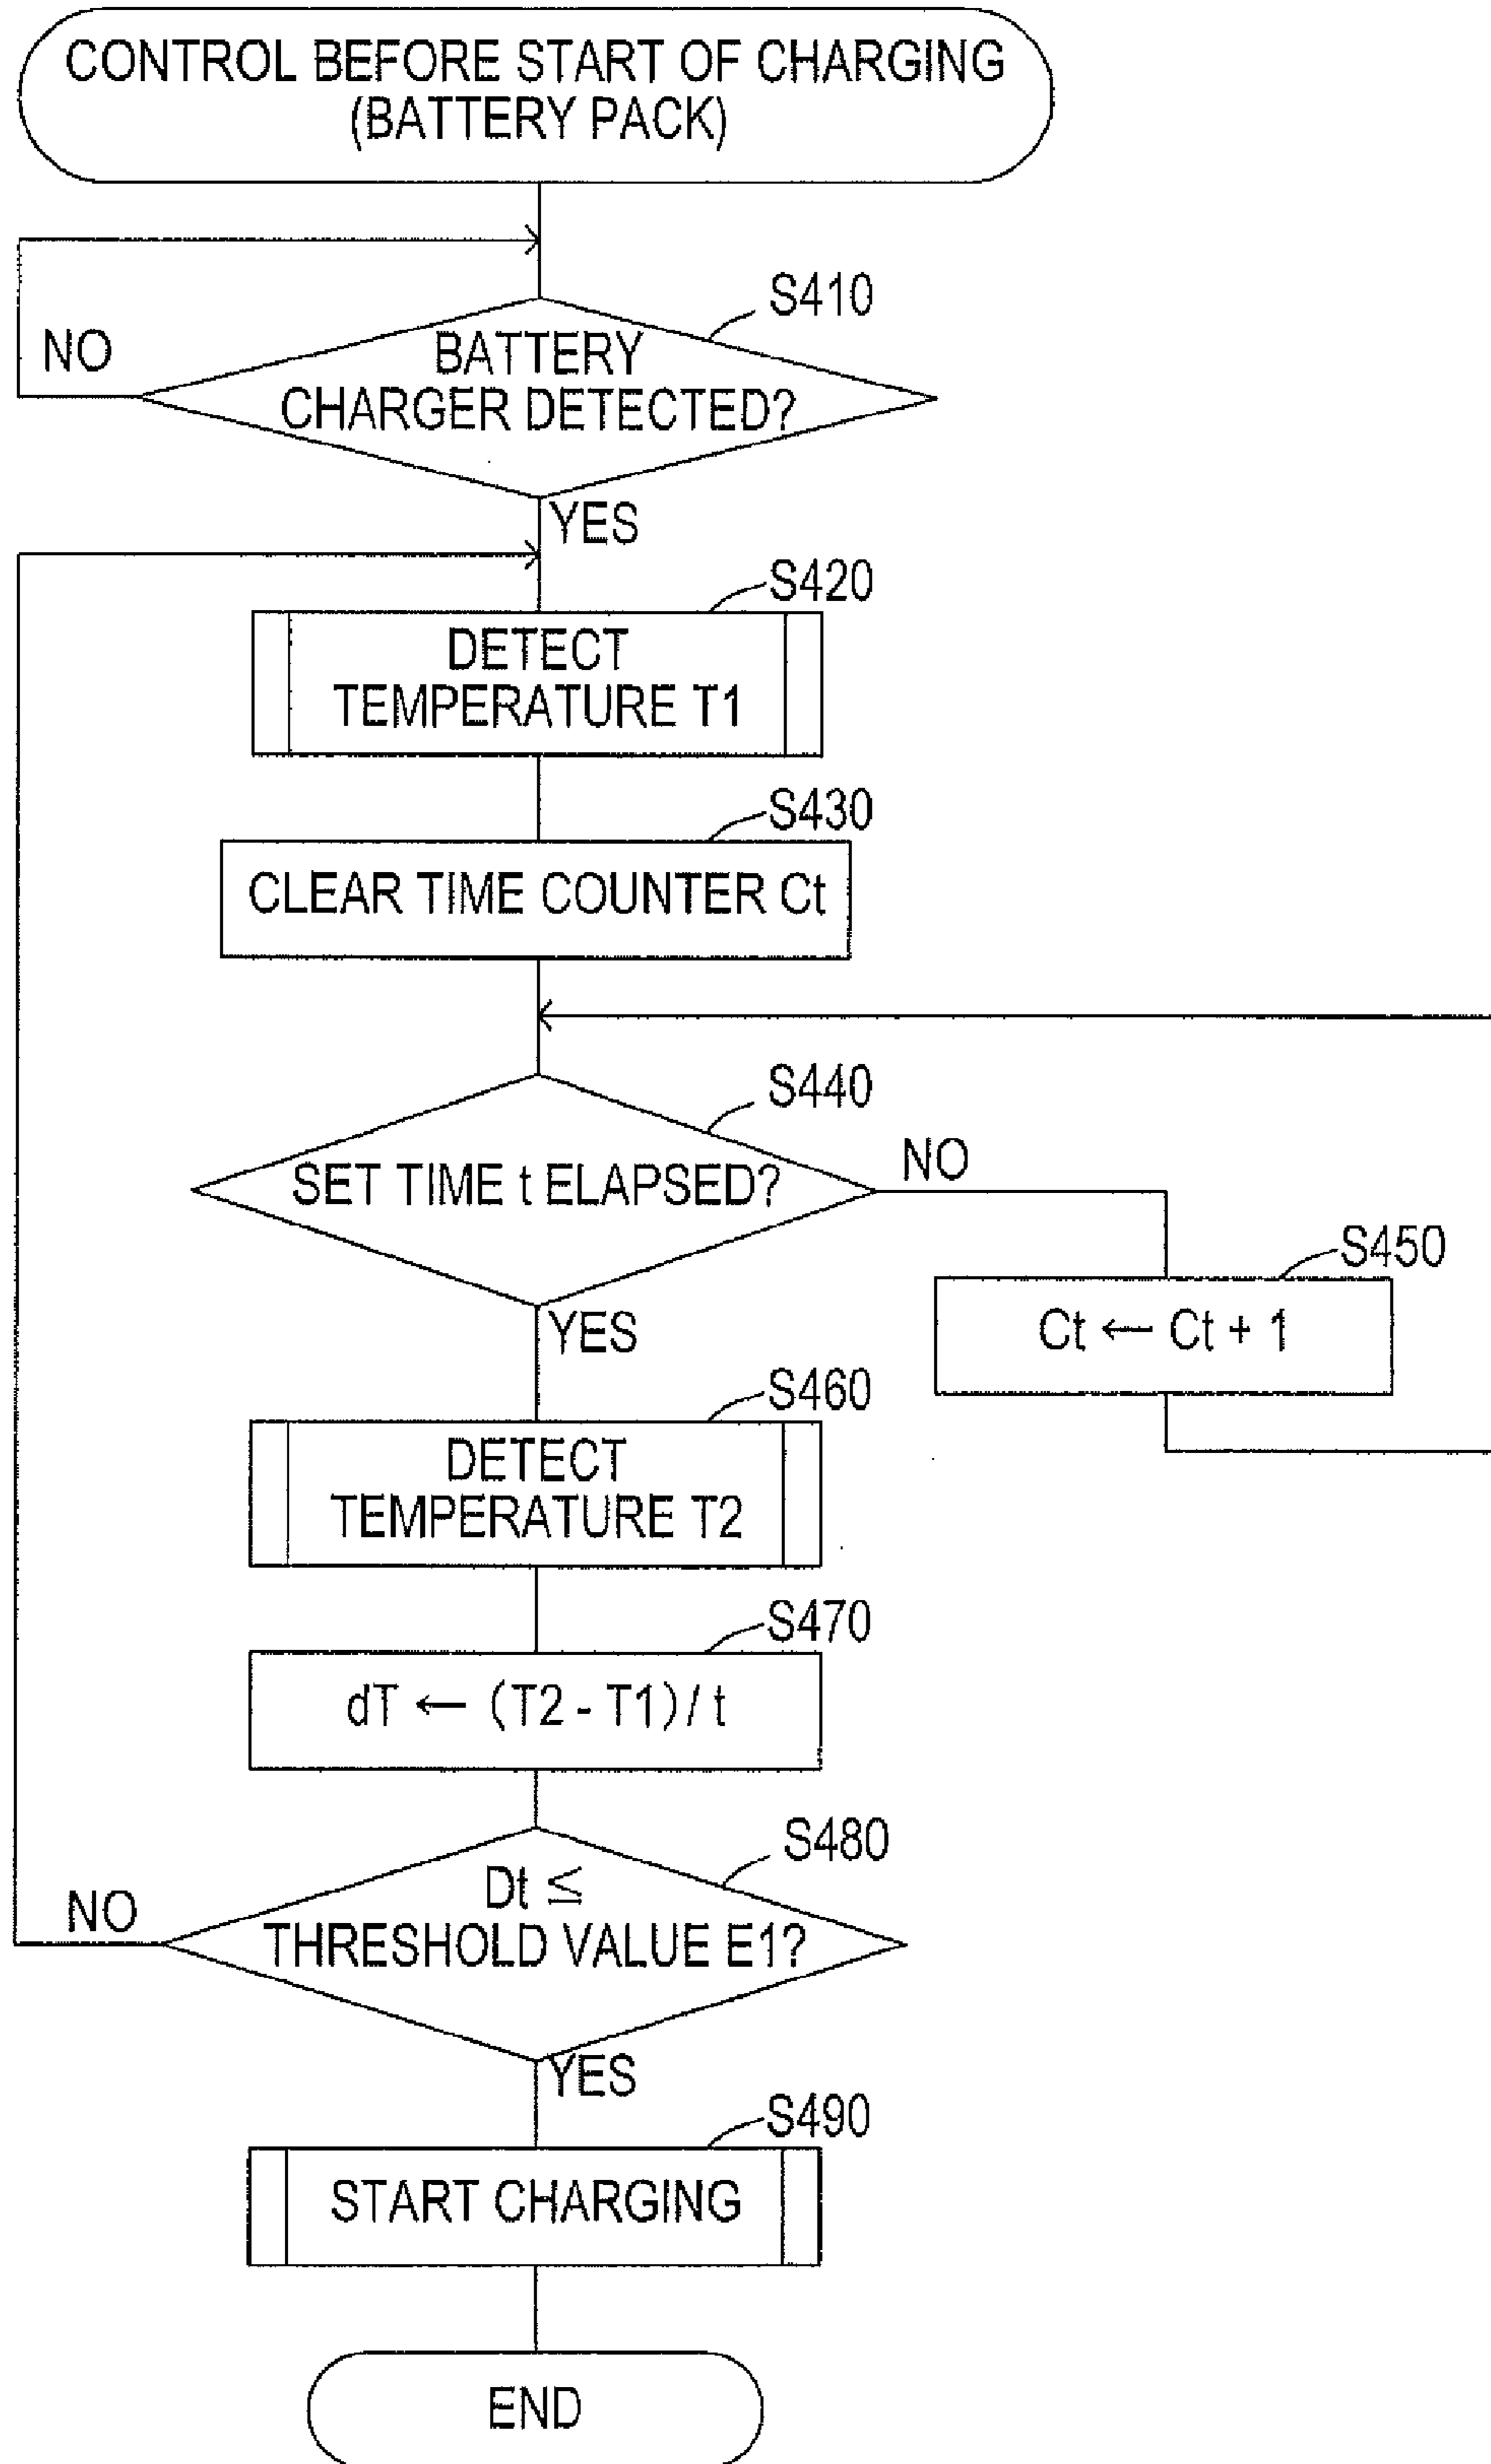 CONTROL BEFORE START OF CHARGING
(BATTERY PACK)
S410
NO
BATTERY
CHARGER DETECTED?
YES
S420
DETECT
TEMPERATURE T1
S430
CLEAR TIME COUNTER Ct
S440
NO
SET TIME t ELAPSED?
S450
Ct ← Ct + 1
YES
S460
DETECT
TEMPERATURE T2
S470
dT ← (T2 - T1) / t
S480
Dt ≤
NO
THRESHOLD VALUE E1?
YES
S490
START CHARGING
END